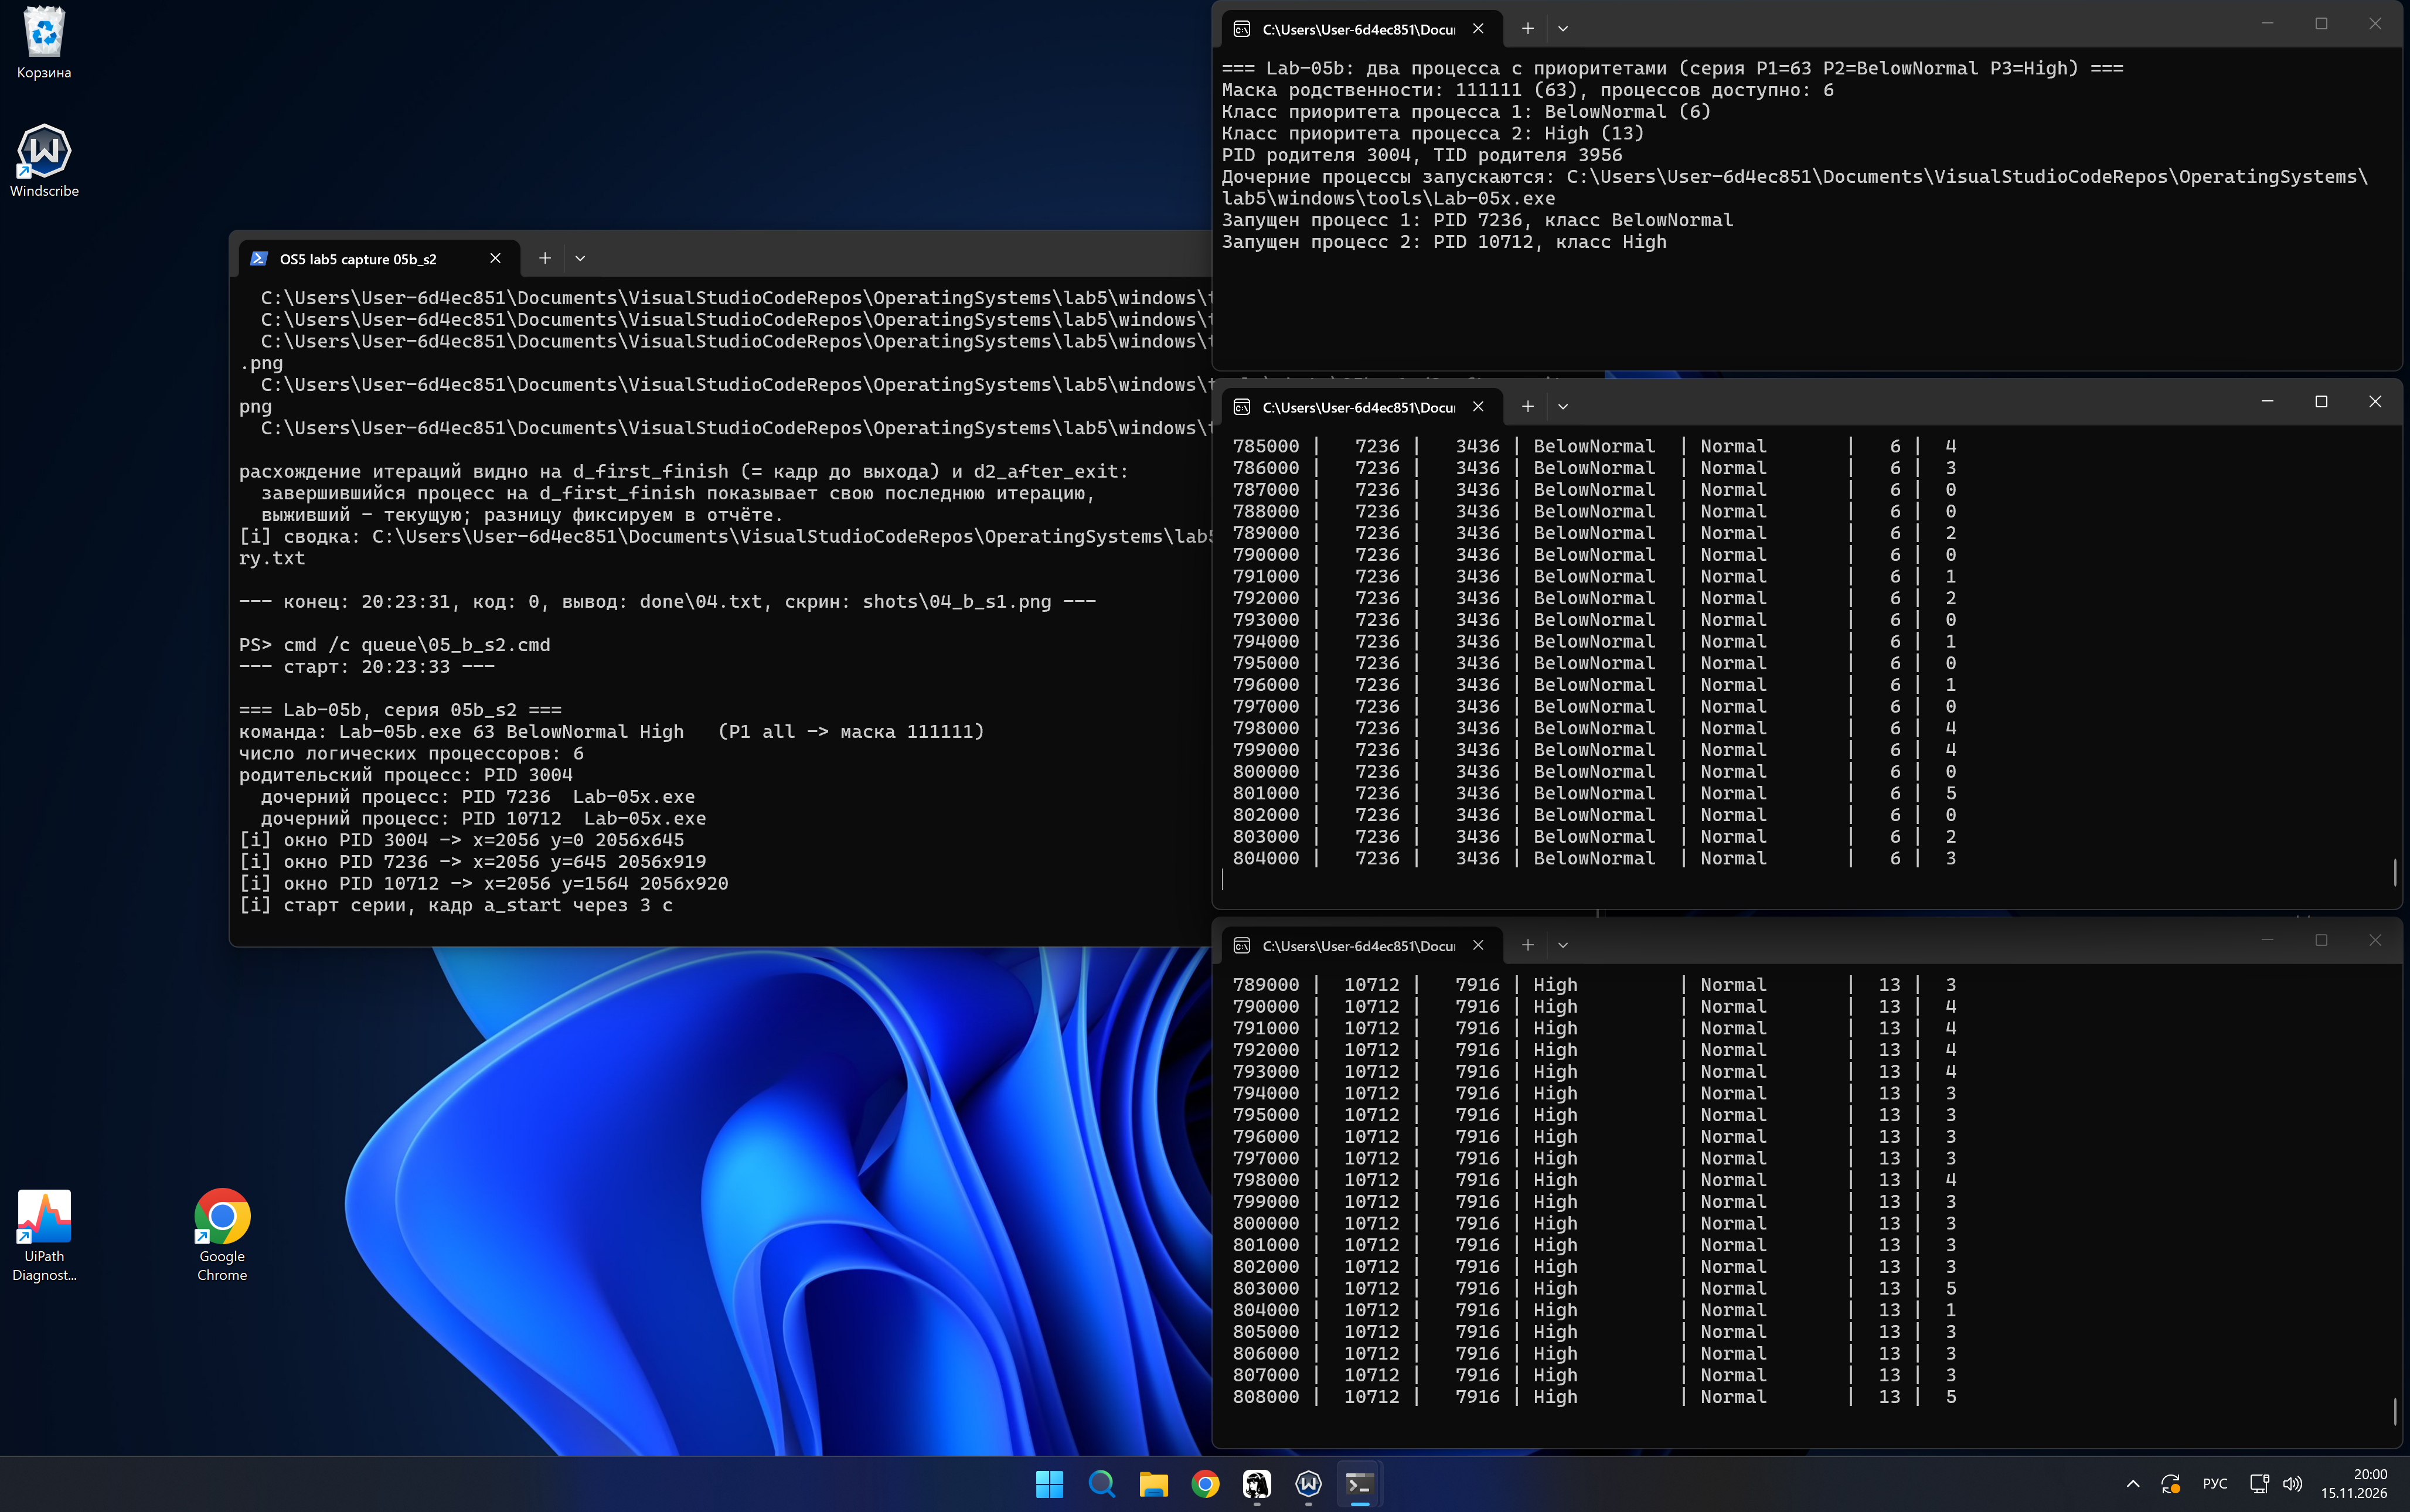 Корзина
Windscribe
UiPath
Diagnost...
Google
Chrome
OS5 lab5 capture 05b_s2
C:\Users\User-6d4ec851\Documents\VisualStudioCodeRepos\OperatingSystems\lab5\windows\t
C:\Users\User-6d4ec851\Documents\VisualStudioCodeRepos\OperatingSystems\lab5\windows\t
C:\Users\User-6d4ec851\Documents\VisualStudioCodeRepos\OperatingSystems\lab5\windows\t
.png
C:\Users\User-6d4ec851\Documents\VisualStudioCodeRepos\OperatingSystems\lab5\windows\t
png
C:\Users\User-6d4ec851\Documents\VisualStudioCodeRepos\OperatingSystems\lab5\windows\t
расхождение итераций видно на d_first_finish (= кадр до выхода) и d2_after_exit:
завершившийся процесс на d_first_finish показывает свою последнюю итерацию,
выживший — текущую; разницу фиксируем в отчёте.
[i] сводка: C:\Users\User-6d4ec851\Documents\VisualStudioCodeRepos\OperatingSystems\lab5
ry.txt
--- конец: 20:23:31, код: 0, вывод: done\04.txt, скрин: shots\04_b_s1.png ---
PS> cmd /c queue\05_b_s2.cmd
--- старт: 20:23:33 ---
=== Lab-05b, серия 05b_s2 ===
команда: Lab-05b.exe 63 BelowNormal High   (P1 all -> маска 111111)
число логических процессоров: 6
родительский процесс: PID 3004
дочерний процесс: PID 7236  Lab-05x.exe
дочерний процесс: PID 10712  Lab-05x.exe
[i] окно PID 3004 -> x=2056 y=0 2056x645
[i] окно PID 7236 -> x=2056 y=645 2056x919
[i] окно PID 10712 -> x=2056 y=1564 2056x920
[i] старт серии, кадр a_start через 3 с
C:\Users\User-6d4ec851\Docu
=== Lab-05b: два процесса с приоритетами (серия P1=63 P2=BelowNormal P3=High) ===
Маска родственности: 111111 (63), процессов доступно: 6
Класс приоритета процесса 1: BelowNormal (6)
Класс приоритета процесса 2: High (13)
PID родителя 3004, TID родителя 3956
Дочерние процессы запускаются: C:\Users\User-6d4ec851\Documents\VisualStudioCodeRepos\OperatingSystems\
lab5\windows\tools\Lab-05x.exe
Запущен процесс 1: PID 7236, класс BelowNormal
Запущен процесс 2: PID 10712, класс High
C:\Users\User-6d4ec851\Docu
785000 | 7236 | 3436 | BelowNormal | Normal | 6 | 4
786000 | 7236 | 3436 | BelowNormal | Normal | 6 | 3
787000 | 7236 | 3436 | BelowNormal | Normal | 6 | 0
788000 | 7236 | 3436 | BelowNormal | Normal | 6 | 0
789000 | 7236 | 3436 | BelowNormal | Normal | 6 | 2
790000 | 7236 | 3436 | BelowNormal | Normal | 6 | 0
791000 | 7236 | 3436 | BelowNormal | Normal | 6 | 1
792000 | 7236 | 3436 | BelowNormal | Normal | 6 | 2
793000 | 7236 | 3436 | BelowNormal | Normal | 6 | 0
794000 | 7236 | 3436 | BelowNormal | Normal | 6 | 1
795000 | 7236 | 3436 | BelowNormal | Normal | 6 | 0
796000 | 7236 | 3436 | BelowNormal | Normal | 6 | 1
797000 | 7236 | 3436 | BelowNormal | Normal | 6 | 0
798000 | 7236 | 3436 | BelowNormal | Normal | 6 | 4
799000 | 7236 | 3436 | BelowNormal | Normal | 6 | 4
800000 | 7236 | 3436 | BelowNormal | Normal | 6 | 0
801000 | 7236 | 3436 | BelowNormal | Normal | 6 | 5
802000 | 7236 | 3436 | BelowNormal | Normal | 6 | 0
803000 | 7236 | 3436 | BelowNormal | Normal | 6 | 2
804000 | 7236 | 3436 | BelowNormal | Normal | 6 | 3
C:\Users\User-6d4ec851\Docu
789000 | 10712 | 7916 | High | Normal | 13 | 3
790000 | 10712 | 7916 | High | Normal | 13 | 4
791000 | 10712 | 7916 | High | Normal | 13 | 4
792000 | 10712 | 7916 | High | Normal | 13 | 4
793000 | 10712 | 7916 | High | Normal | 13 | 4
794000 | 10712 | 7916 | High | Normal | 13 | 3
795000 | 10712 | 7916 | High | Normal | 13 | 3
796000 | 10712 | 7916 | High | Normal | 13 | 3
797000 | 10712 | 7916 | High | Normal | 13 | 3
798000 | 10712 | 7916 | High | Normal | 13 | 4
799000 | 10712 | 7916 | High | Normal | 13 | 3
800000 | 10712 | 7916 | High | Normal | 13 | 3
801000 | 10712 | 7916 | High | Normal | 13 | 3
802000 | 10712 | 7916 | High | Normal | 13 | 3
803000 | 10712 | 7916 | High | Normal | 13 | 5
804000 | 10712 | 7916 | High | Normal | 13 | 1
805000 | 10712 | 7916 | High | Normal | 13 | 3
806000 | 10712 | 7916 | High | Normal | 13 | 3
807000 | 10712 | 7916 | High | Normal | 13 | 3
808000 | 10712 | 7916 | High | Normal | 13 | 5
РУС
20:00
15.11.2026